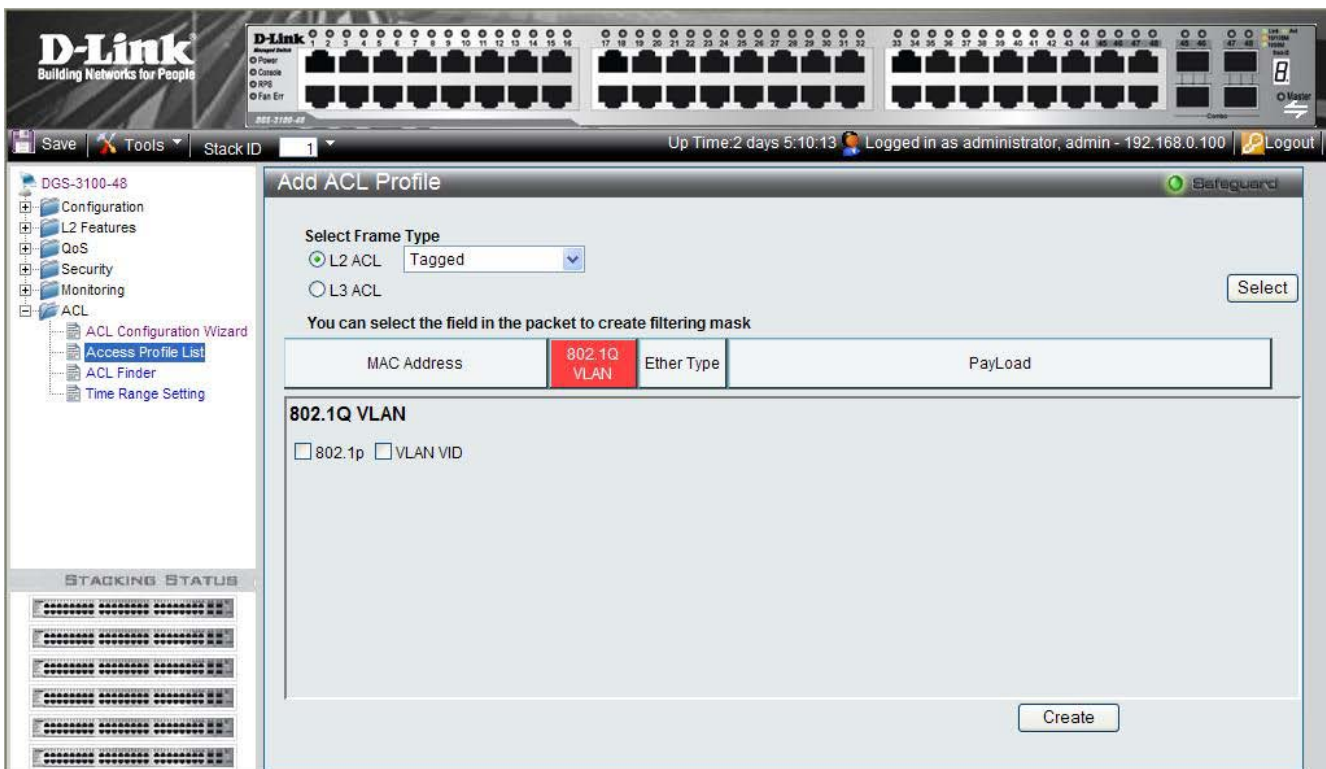 D-Link
Building Networks for People
D-Link
Power
Console
RPS
Fan Err
1 2 3 4 5 6 7 8 9 10 11 12 13 14 15 16
17 18 19 20 21 22 23 24 25 26 27 28 29 30 31 32
33 34 35 36 37 38 39 40 41 42 43 44 45 46 47 48
45 46 47 48
Master
Combo
DGS-3100-48
Save
Tools
Stack ID
1
Up Time:2 days 5:10:13
Logged in as administrator, admin - 192.168.0.100
Logout
DGS-3100-48
Configuration
L2 Features
QoS
Security
Monitoring
ACL
ACL Configuration Wizard
Access Profile List
ACL Finder
Time Range Setting
STACKING STATUS
Add ACL Profile
Safeguard
Select Frame Type
L2 ACL
Tagged
L3 ACL
Select
You can select the field in the packet to create filtering mask
MAC Address
802.1Q VLAN
Ether Type
PayLoad
802.1Q VLAN
802.1p
VLAN VID
Create